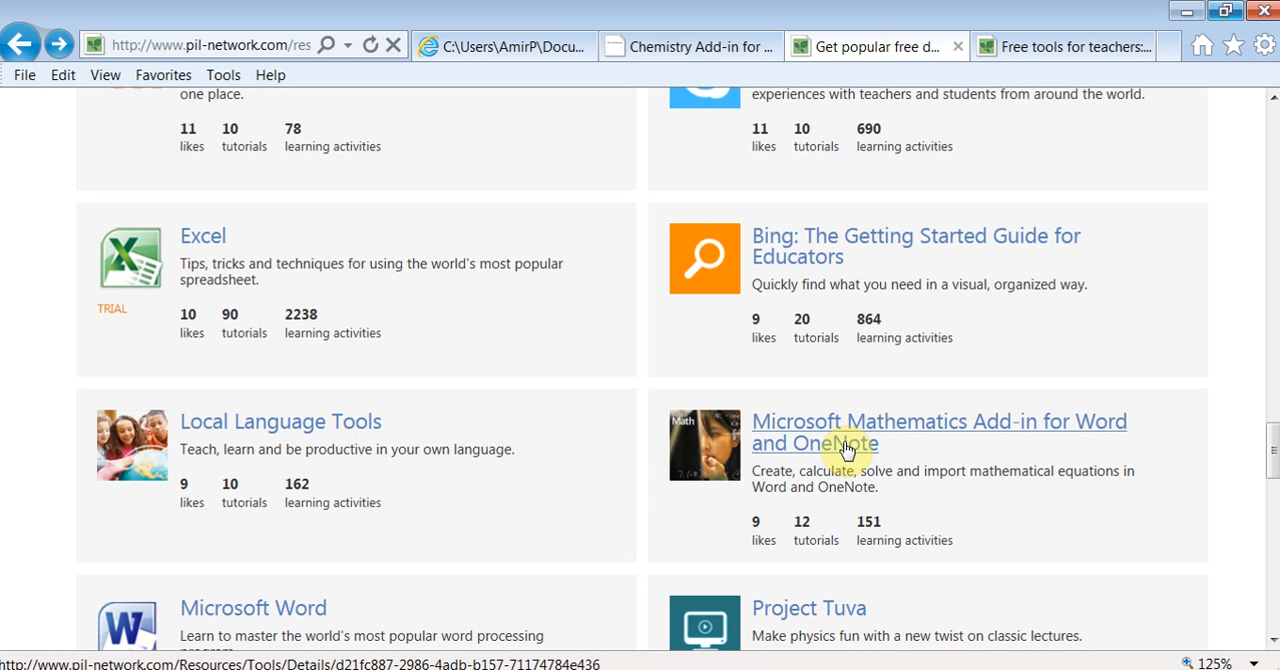 http://www.pil-network.com/res
C:\Users\AmirP\Docu...
Chemistry Add-in for ...
Get popular free d...
Free tools for teachers:...
File Edit View Favorites Tools Help
one place.
11 10 78
likes tutorials learning activities
experiences with teachers and students from around the world.
11 10 690
likes tutorials learning activities
Excel
Tips, tricks and techniques for using the world's most popular
spreadsheet.
TRIAL
10 90 2238
likes tutorials learning activities
Bing: The Getting Started Guide for
Educators
Quickly find what you need in a visual, organized way.
9 20 864
likes tutorials learning activities
Local Language Tools
Teach, learn and be productive in your own language.
9 10 162
likes tutorials learning activities
Math
Microsoft Mathematics Add-in for Word
and OneNote
Create, calculate, solve and import mathematical equations in
Word and OneNote.
9 12 151
likes tutorials learning activities
Microsoft Word
Learn to master the world's most popular word processing
program.
Project Tuva
Make physics fun with a new twist on classic lectures.
http://www.pil-network.com/Resources/Tools/Details/d21fc887-2986-4adb-b157-71174784e436
125%